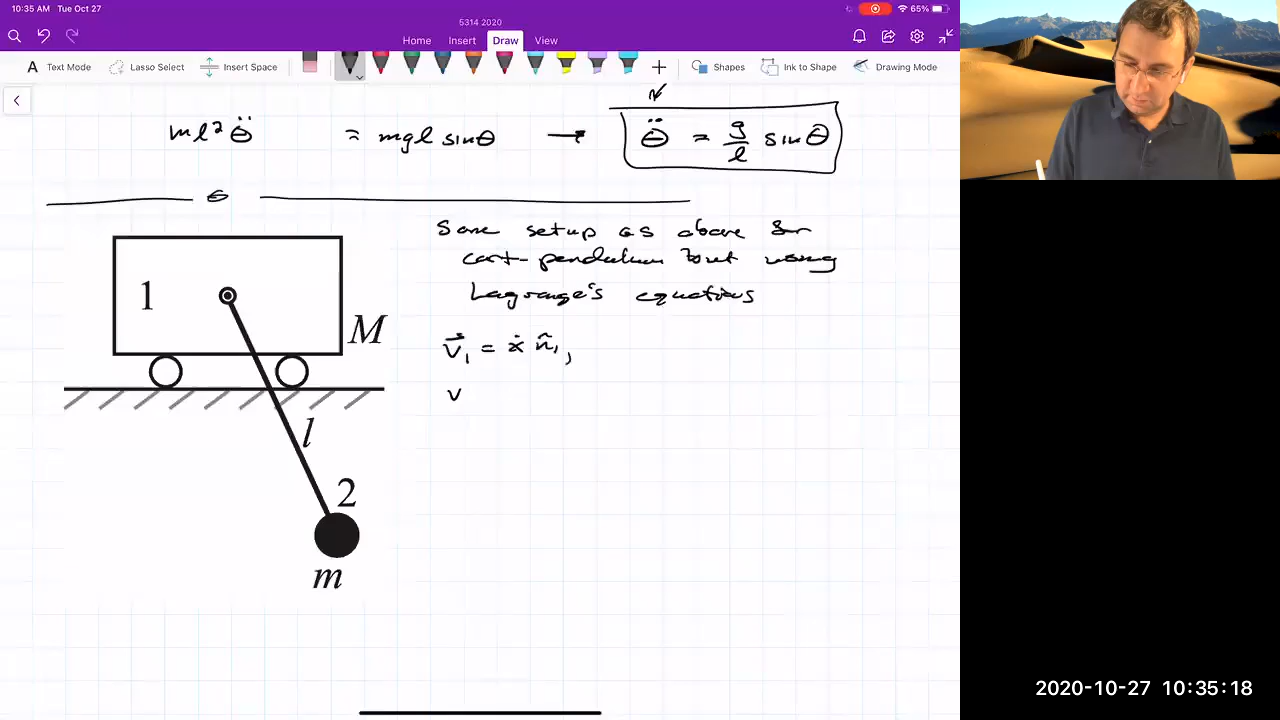 10:35 AM Tue Oct 27
65%
5314 2020
Home Insert Draw View
Text Mode Lasso Select Insert Space Shapes Ink to Shape Drawing Mode
ml² θ̈ = mgl sinθ → θ̈ = g/l sinθ
Same setup as above for
cart-pendulum but using
Lagrange's equations
v⃗₁ = ẋ n̂₁,
v
1
M
l
2
m
2020-10-27 10:35:18